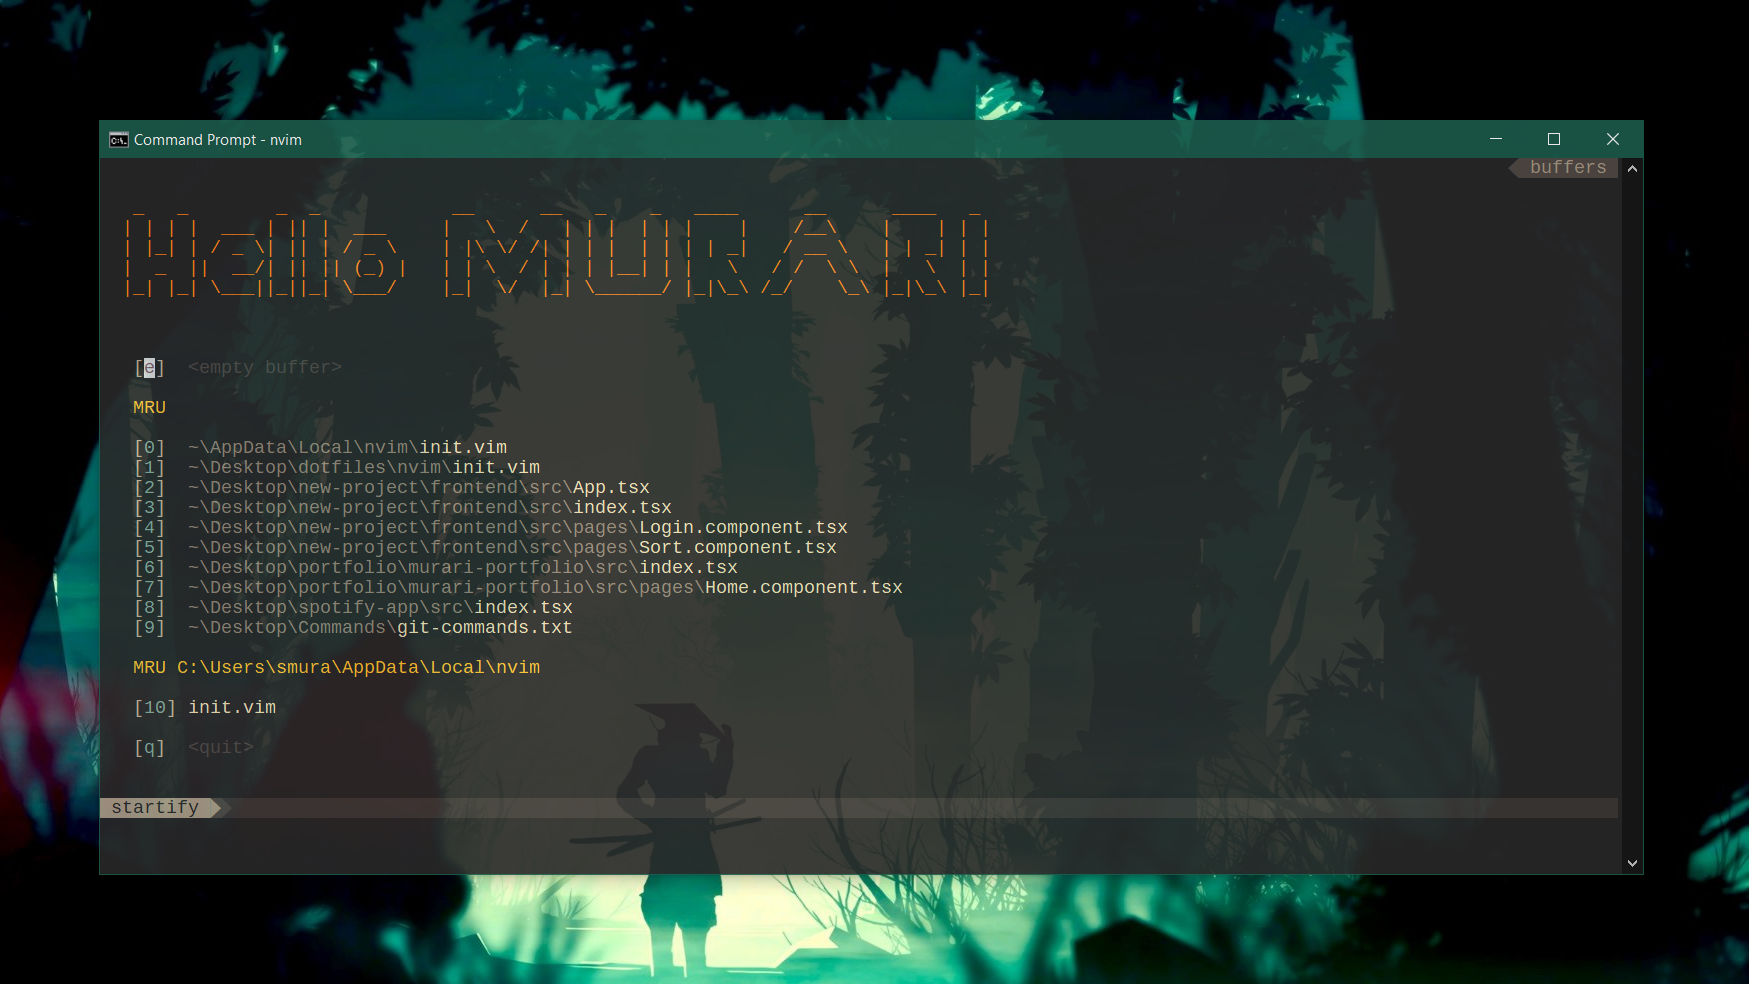 Command Prompt - nvim
buffers
Hello MURARI
[e]  <empty buffer>
MRU
[0]  ~\AppData\Local\nvim\init.vim
[1]  ~\Desktop\dotfiles\nvim\init.vim
[2]  ~\Desktop\new-project\frontend\src\App.tsx
[3]  ~\Desktop\new-project\frontend\src\index.tsx
[4]  ~\Desktop\new-project\frontend\src\pages\Login.component.tsx
[5]  ~\Desktop\new-project\frontend\src\pages\Sort.component.tsx
[6]  ~\Desktop\portfolio\murari-portfolio\src\index.tsx
[7]  ~\Desktop\portfolio\murari-portfolio\src\pages\Home.component.tsx
[8]  ~\Desktop\spotify-app\src\index.tsx
[9]  ~\Desktop\Commands\git-commands.txt
MRU C:\Users\smura\AppData\Local\nvim
[10] init.vim
[q]  <quit>
startify